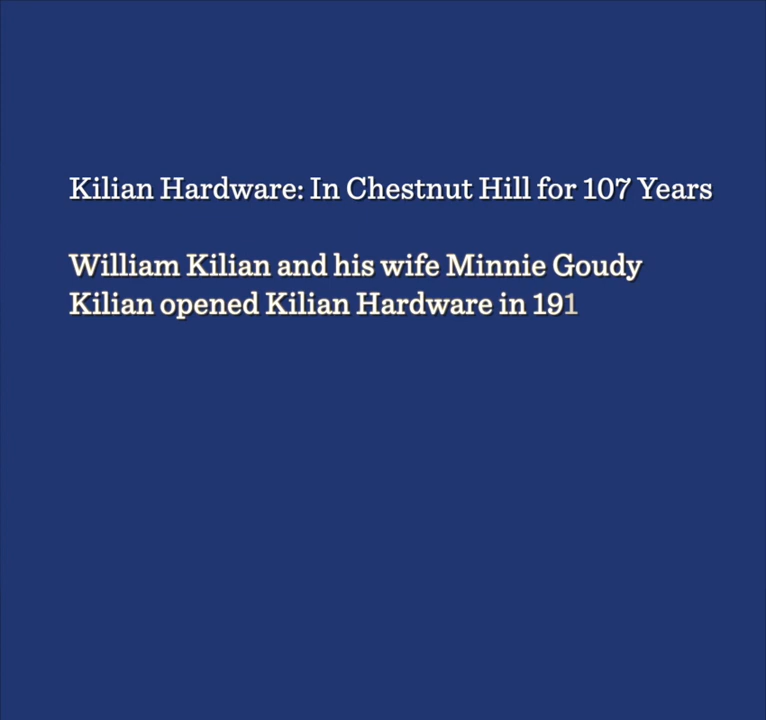 Kilian Hardware: In Chestnut Hill for 107 Years
William Kilian and his wife Minnie Goudy
Kilian opened Kilian Hardware in 191